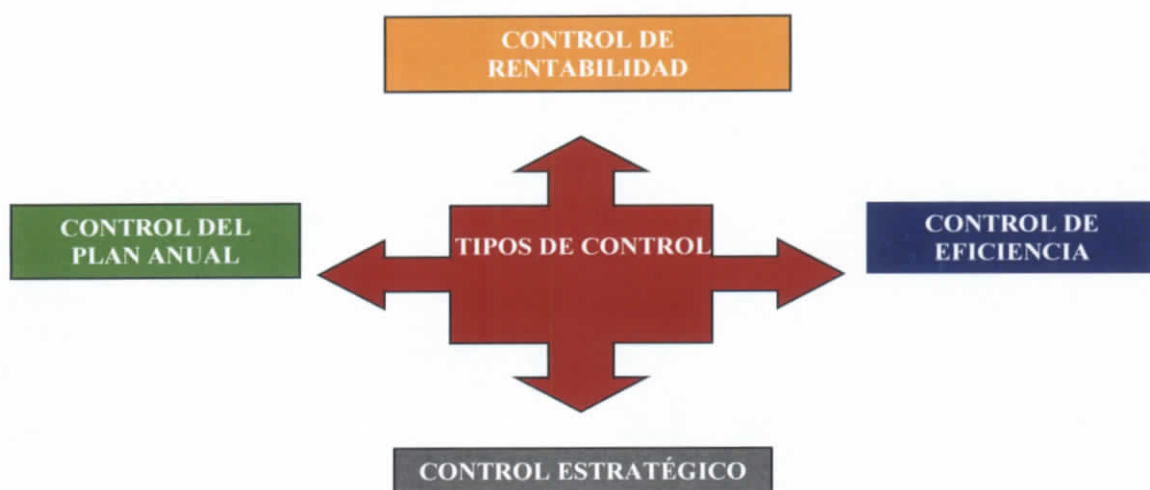 CONTROL DE
RENTABILIDAD
CONTROL DEL
PLAN ANUAL
TIPOS DE CONTROL
CONTROL DE
EFICIENCIA
CONTROL ESTRATÉGICO